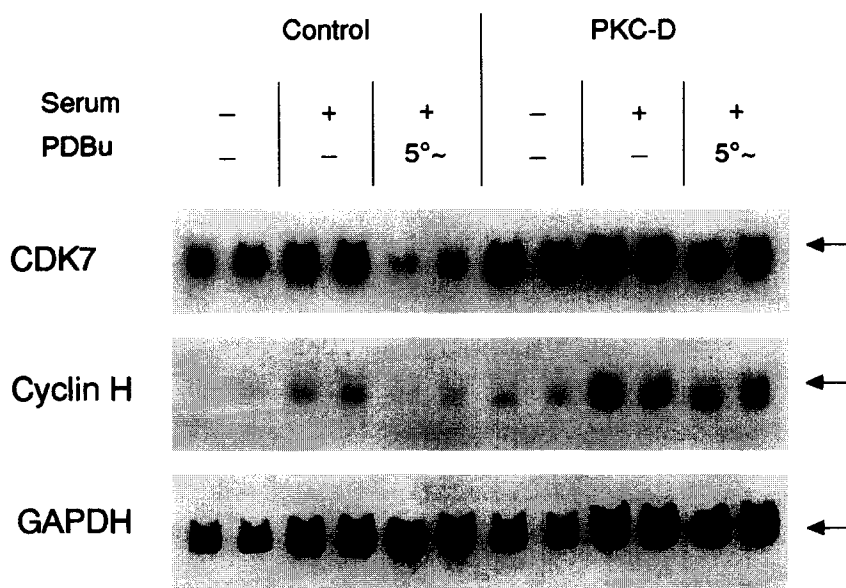 Control PKC-D
Serum – + + – + +
PDBu – – 5°~ – – 5°~
CDK7
Cyclin H
GAPDH